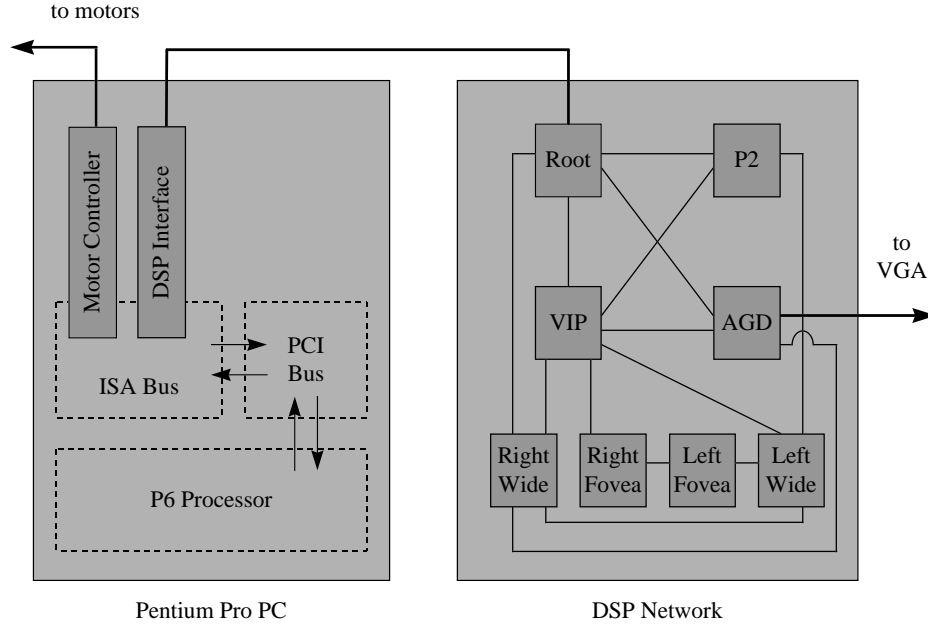 to motors
Motor Controller
DSP Interface
ISA Bus
PCI
Bus
P6 Processor
Pentium Pro PC
Root
P2
VIP
AGD
to
VGA
Right
Wide
Right
Fovea
Left
Fovea
Left
Wide
DSP Network